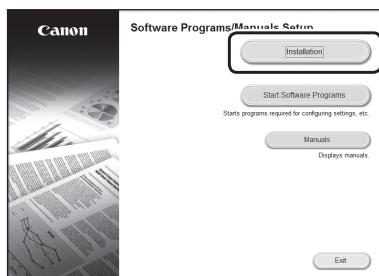 Canon
Software Programs/Manuals Setup
Installation
Start Software Programs
Starts programs required for configuring settings, etc.
Manuals
Displays manuals.
Exit